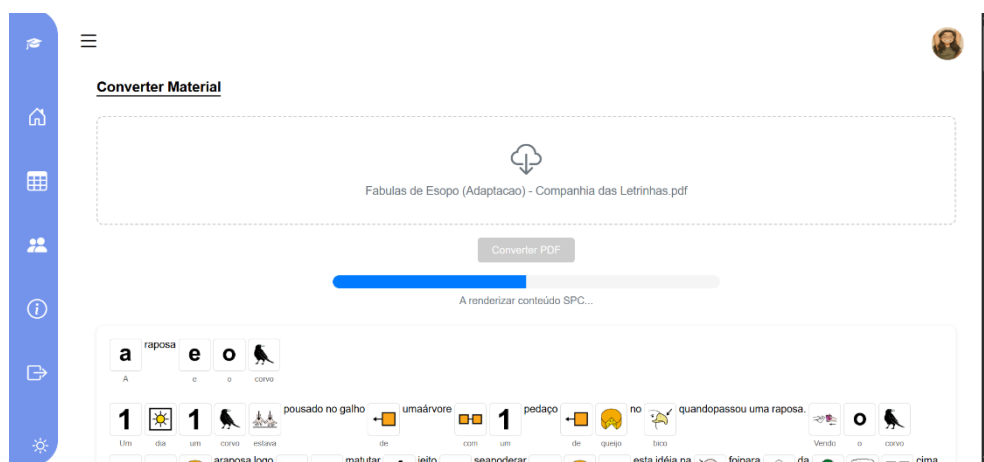 Converter Material
Fabulas de Esopo (Adaptacao) - Companhia das Letrinhas.pdf
Converter PDF
A renderizar conteúdo SPC...
a raposa e o
A e o corvo
1 1 pousado no galho umaárvore 1 pedaço no quandopassou uma raposa. o
Um dia um corvo estava de com um de queijo bico Vendo o corvo
araposa logo matutar jeito seapoderar esta idéia na foipara da cima